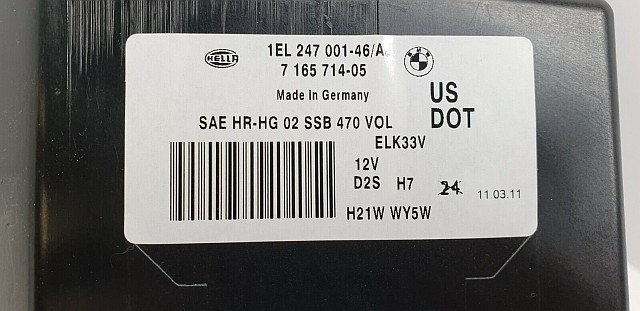 HELLA
1EL 247 001-46/A
BMW
7 165 714-05
Made in Germany
US
DOT
SAE HR-HG 02 SSB 470 VOL
ELK33V
12V
D2S H7 24 11.03.11
H21W WY5W